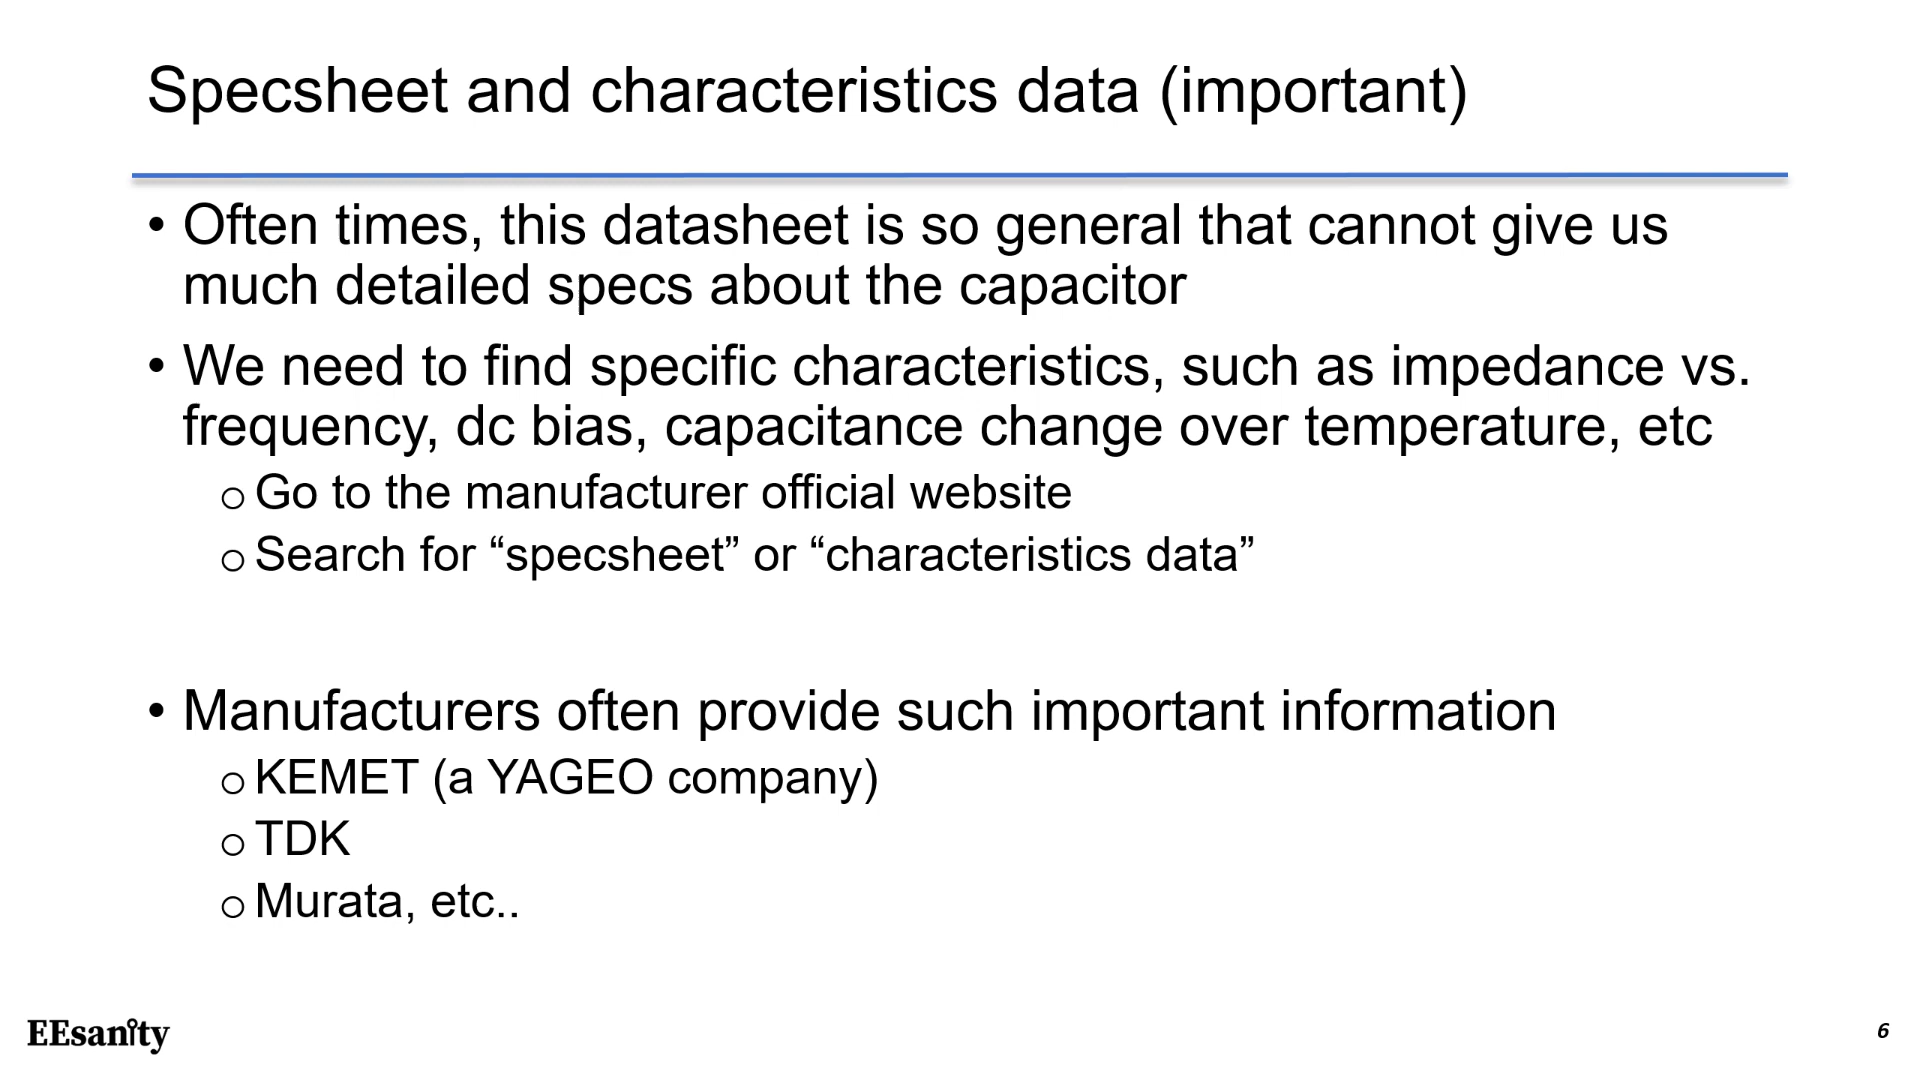 Specsheet and characteristics data (important)
• Often times, this datasheet is so general that cannot give us
much detailed specs about the capacitor
• We need to find specific characteristics, such as impedance vs.
frequency, dc bias, capacitance change over temperature, etc
o Go to the manufacturer official website
o Search for “specsheet” or “characteristics data”
• Manufacturers often provide such important information
o KEMET (a YAGEO company)
o TDK
o Murata, etc..
EEsanity
6